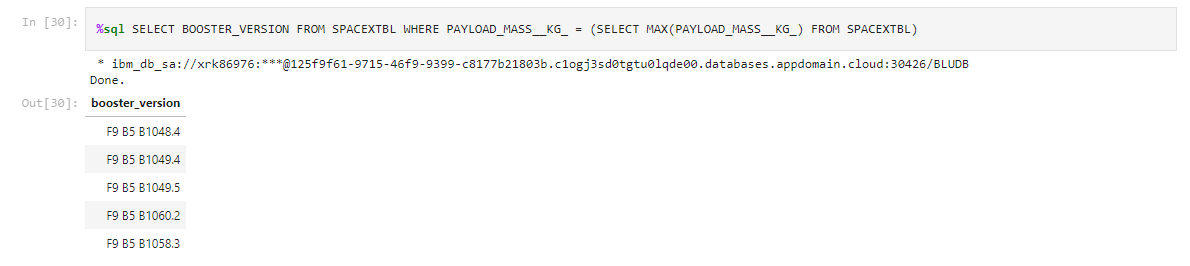 In [30]: %sql SELECT BOOSTER_VERSION FROM SPACEXTBL WHERE PAYLOAD_MASS__KG_ = (SELECT MAX(PAYLOAD_MASS__KG_) FROM SPACEXTBL)
* ibm_db_sa://xrk86976:***@125f9f61-9715-46f9-9399-c8177b21803b.c1ogj3sd0tgtu0lqde00.databases.appdomain.cloud:30426/BLUDB
Done.
Out[30]: booster_version
F9 B5 B1048.4
F9 B5 B1049.4
F9 B5 B1049.5
F9 B5 B1060.2
F9 B5 B1058.3